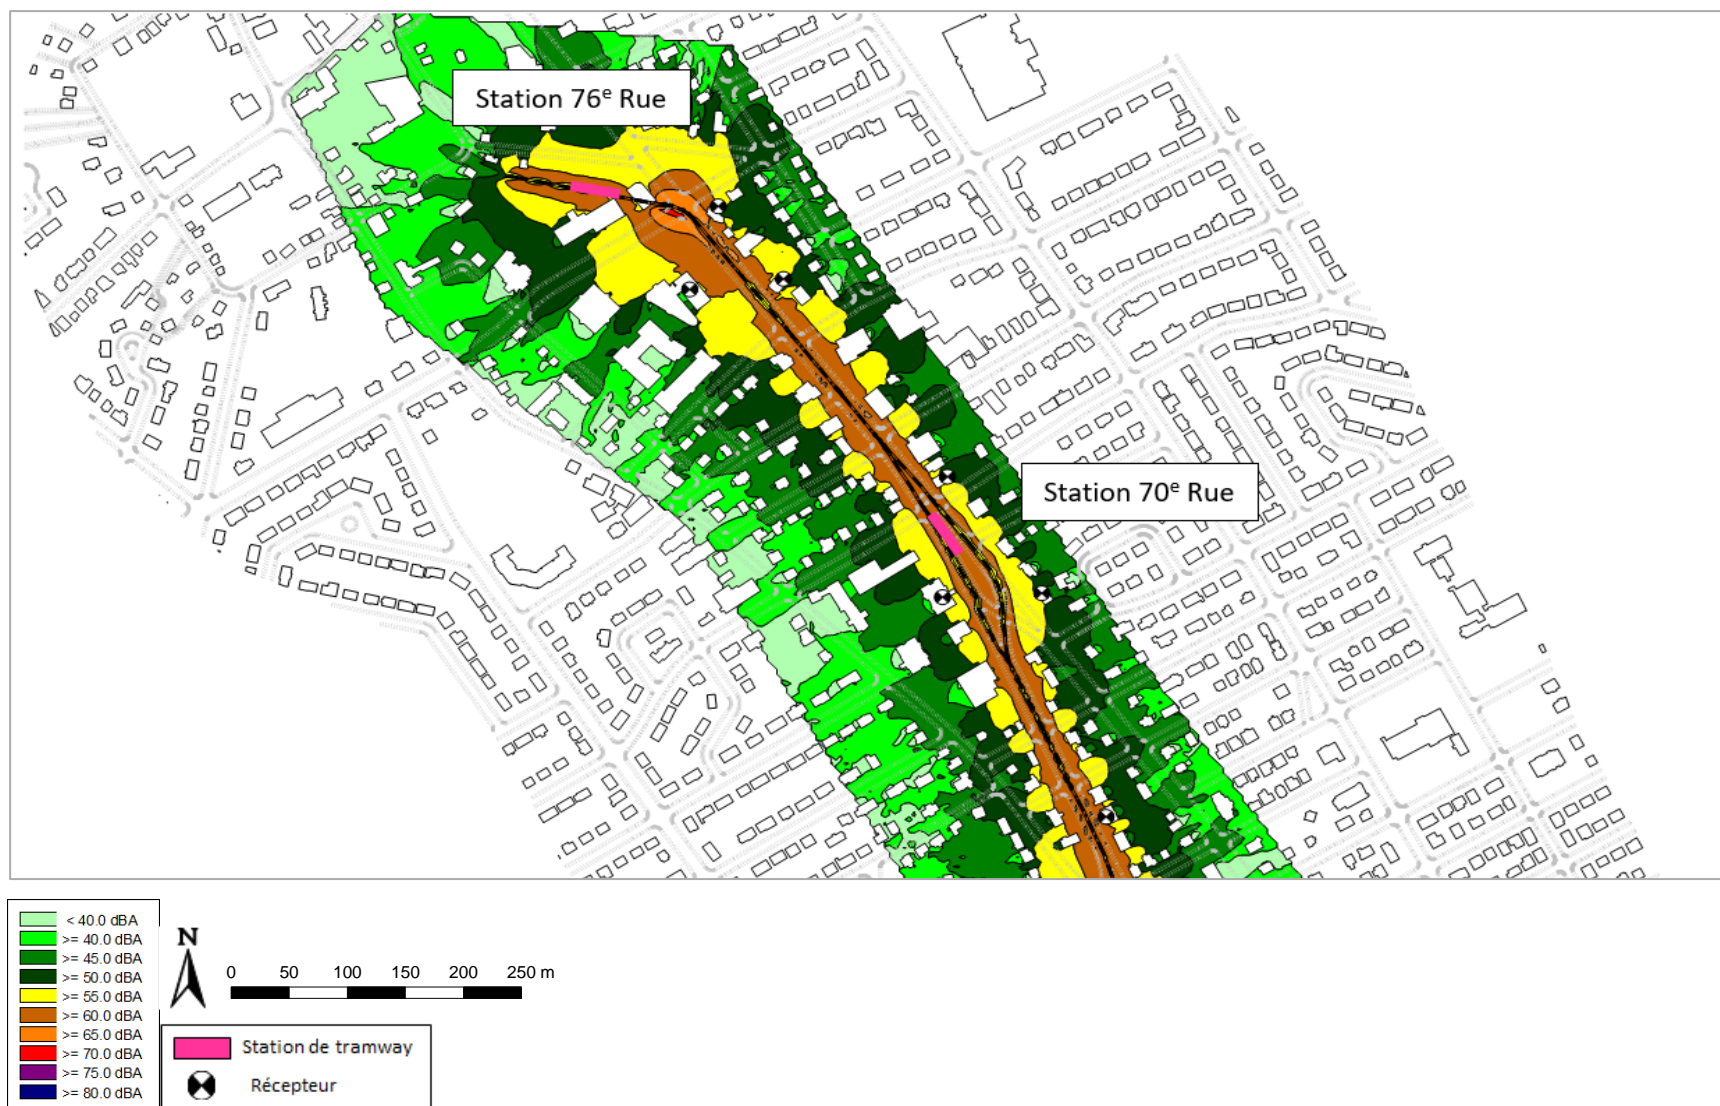 Station 76e Rue
Station 70e Rue
< 40.0 dBA
>= 40.0 dBA
>= 45.0 dBA
>= 50.0 dBA
>= 55.0 dBA
>= 60.0 dBA
>= 65.0 dBA
>= 70.0 dBA
>= 75.0 dBA
>= 80.0 dBA
N
0 50 100 150 200 250 m
Station de tramway
Récepteur